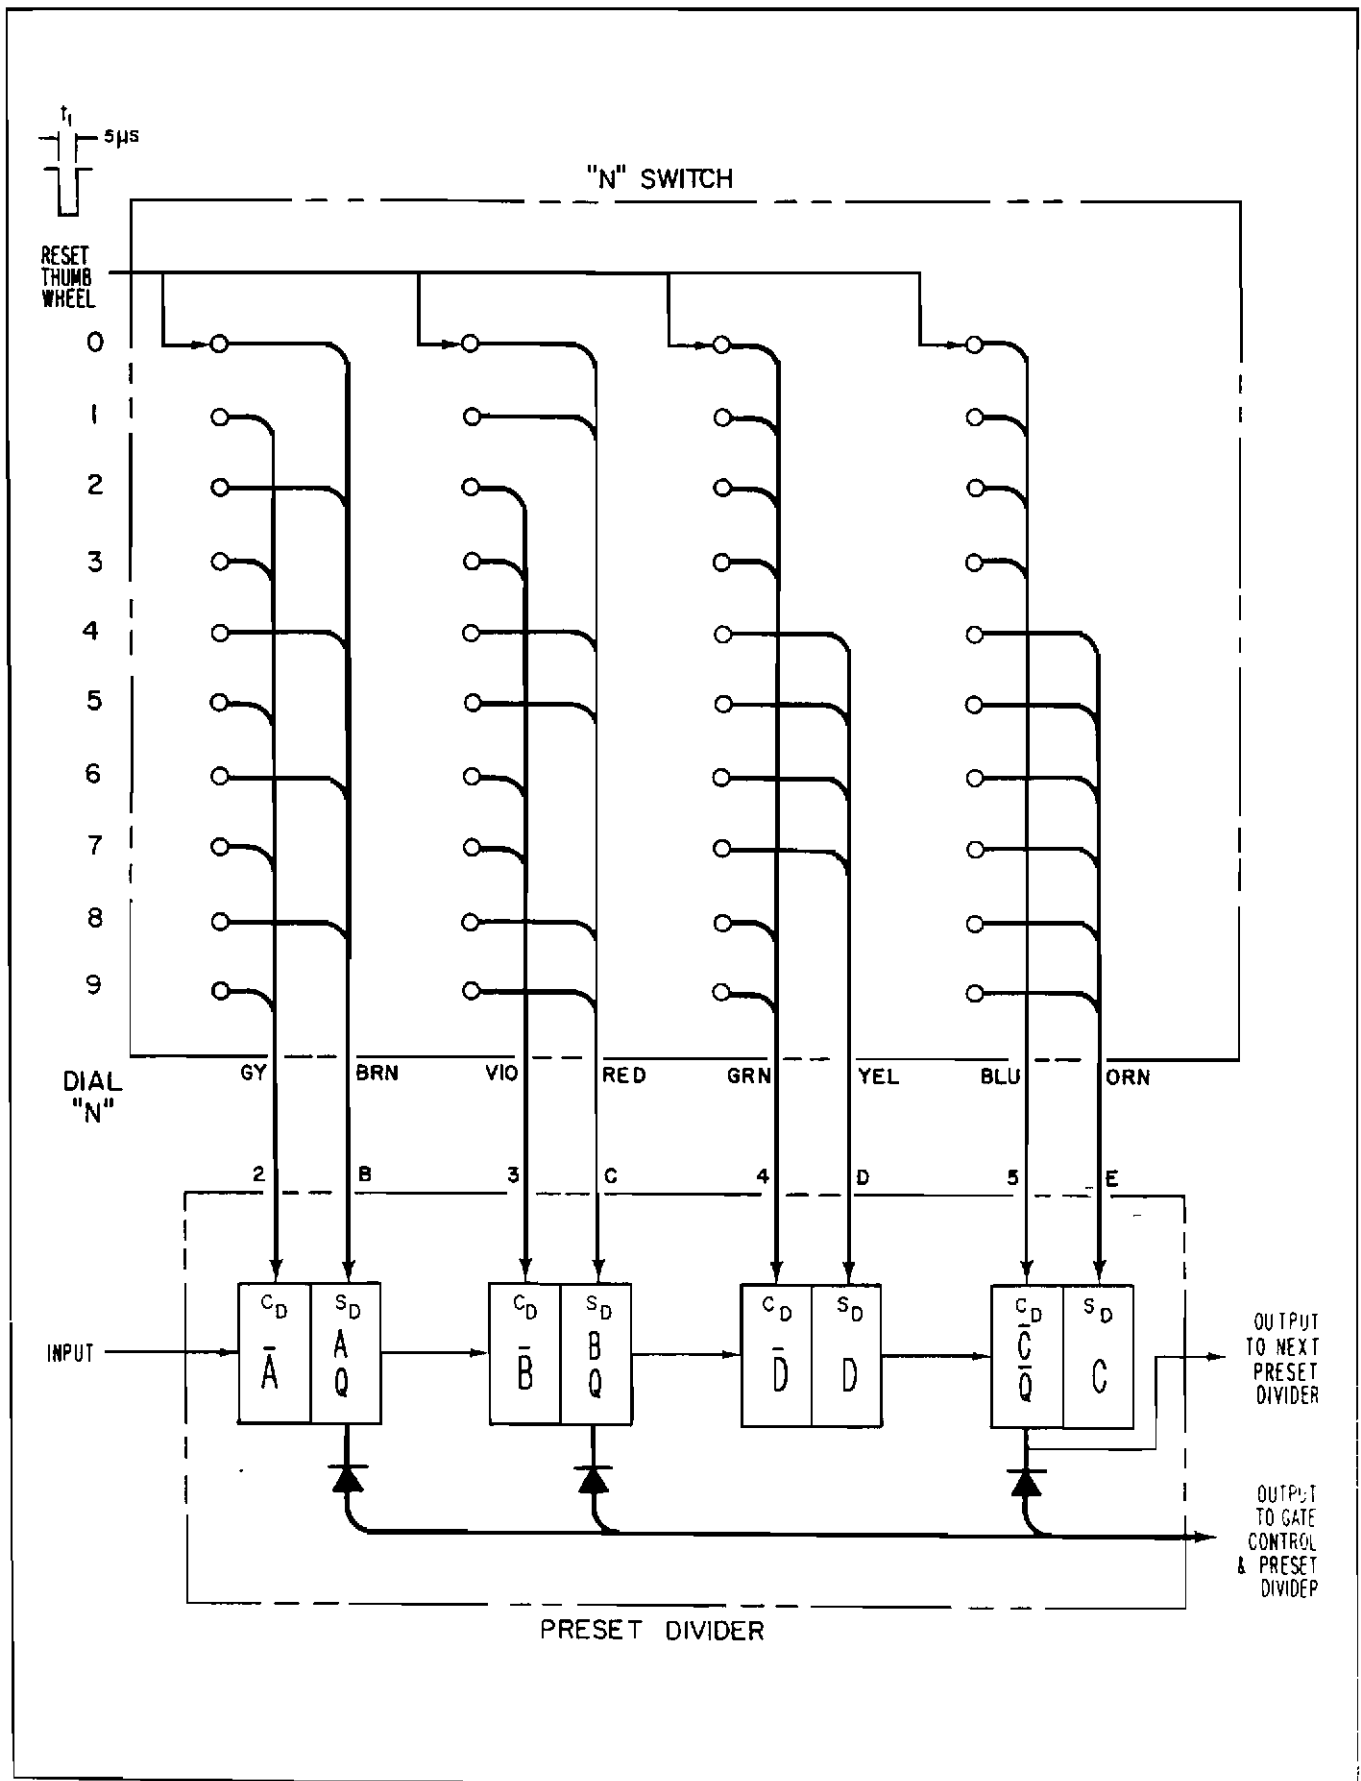 t1
5µs
"N" SWITCH
RESET
THUMB
WHEEL
0
1
2
3
4
5
6
7
8
9
DIAL
"N"
GY BRN VIO RED GRN YEL BLU ORN
2 B 3 C 4 D 5 E
CD SD CD SD CD SD CD SD
INPUT
Ā A Q
B̄ B Q
D̄ D
C̄ Q̄ C
OUTPUT
TO NEXT
PRESET
DIVIDER
OUTPUT
TO GATE
CONTROL
& PRESET
DIVIDER
PRESET DIVIDER